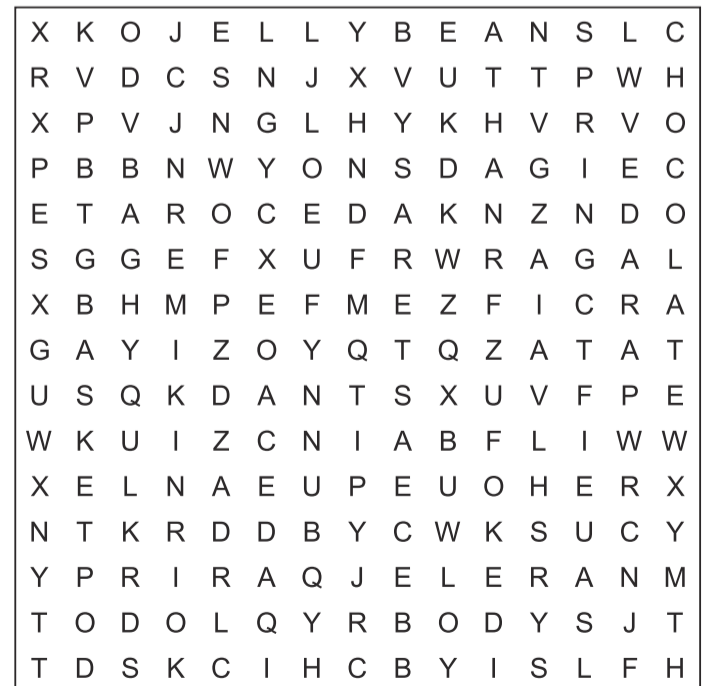 X K O J E L L Y B E A N S L C
R V D C S N J X V U T T P W H
X P V J N G L H Y K H V R V O
P B B N W Y O N S D A G I E C
E T A R O C E D A K N Z N D O
S G G E F X U F R W R A G A L
X B H M P E F M E Z F I C R A
G A Y I Z O Y Q T Q Z A T A T
U S Q K D A N T S X U V F P E
W K U I Z C N I A B F L I W W
X E L N A E U P E U O H E R X
N T K R D D B Y C W K S U C Y
Y P R I R A Q J E L E R A N M
T O D O L Q Y R B O D Y S J T
T D S K C I H C B Y I S L F H